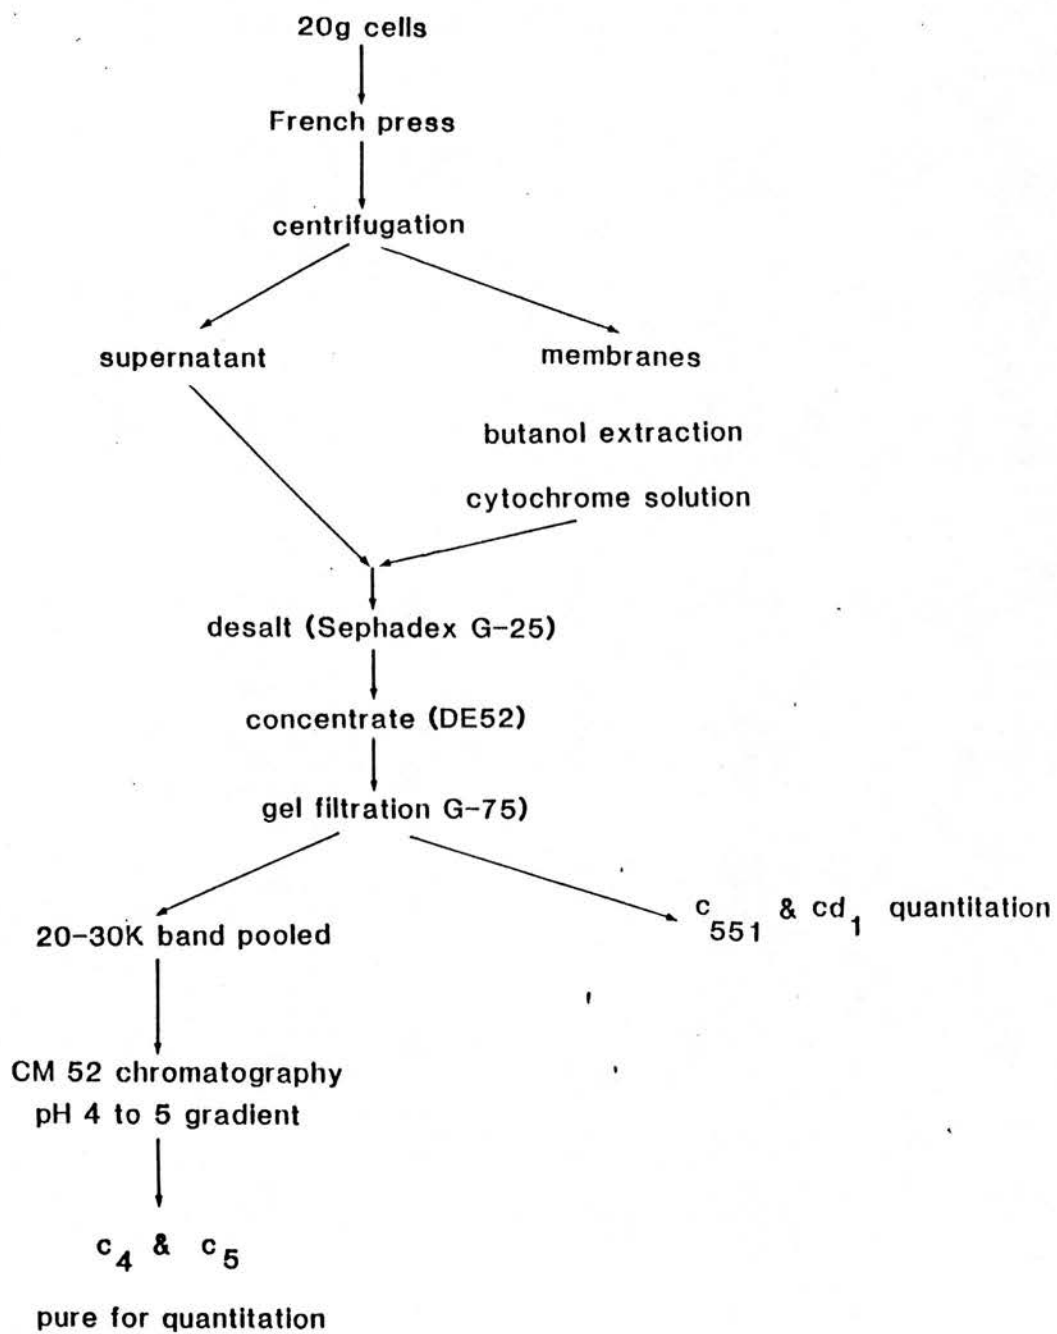 20g cells
French press
centrifugation
supernatant
membranes
butanol extraction
cytochrome solution
desalt (Sephadex G-25)
concentrate (DE52)
gel filtration G-75)
20-30K band pooled
c551 & cd1 quantitation
CM 52 chromatography
pH 4 to 5 gradient
c4 & c5
pure for quantitation